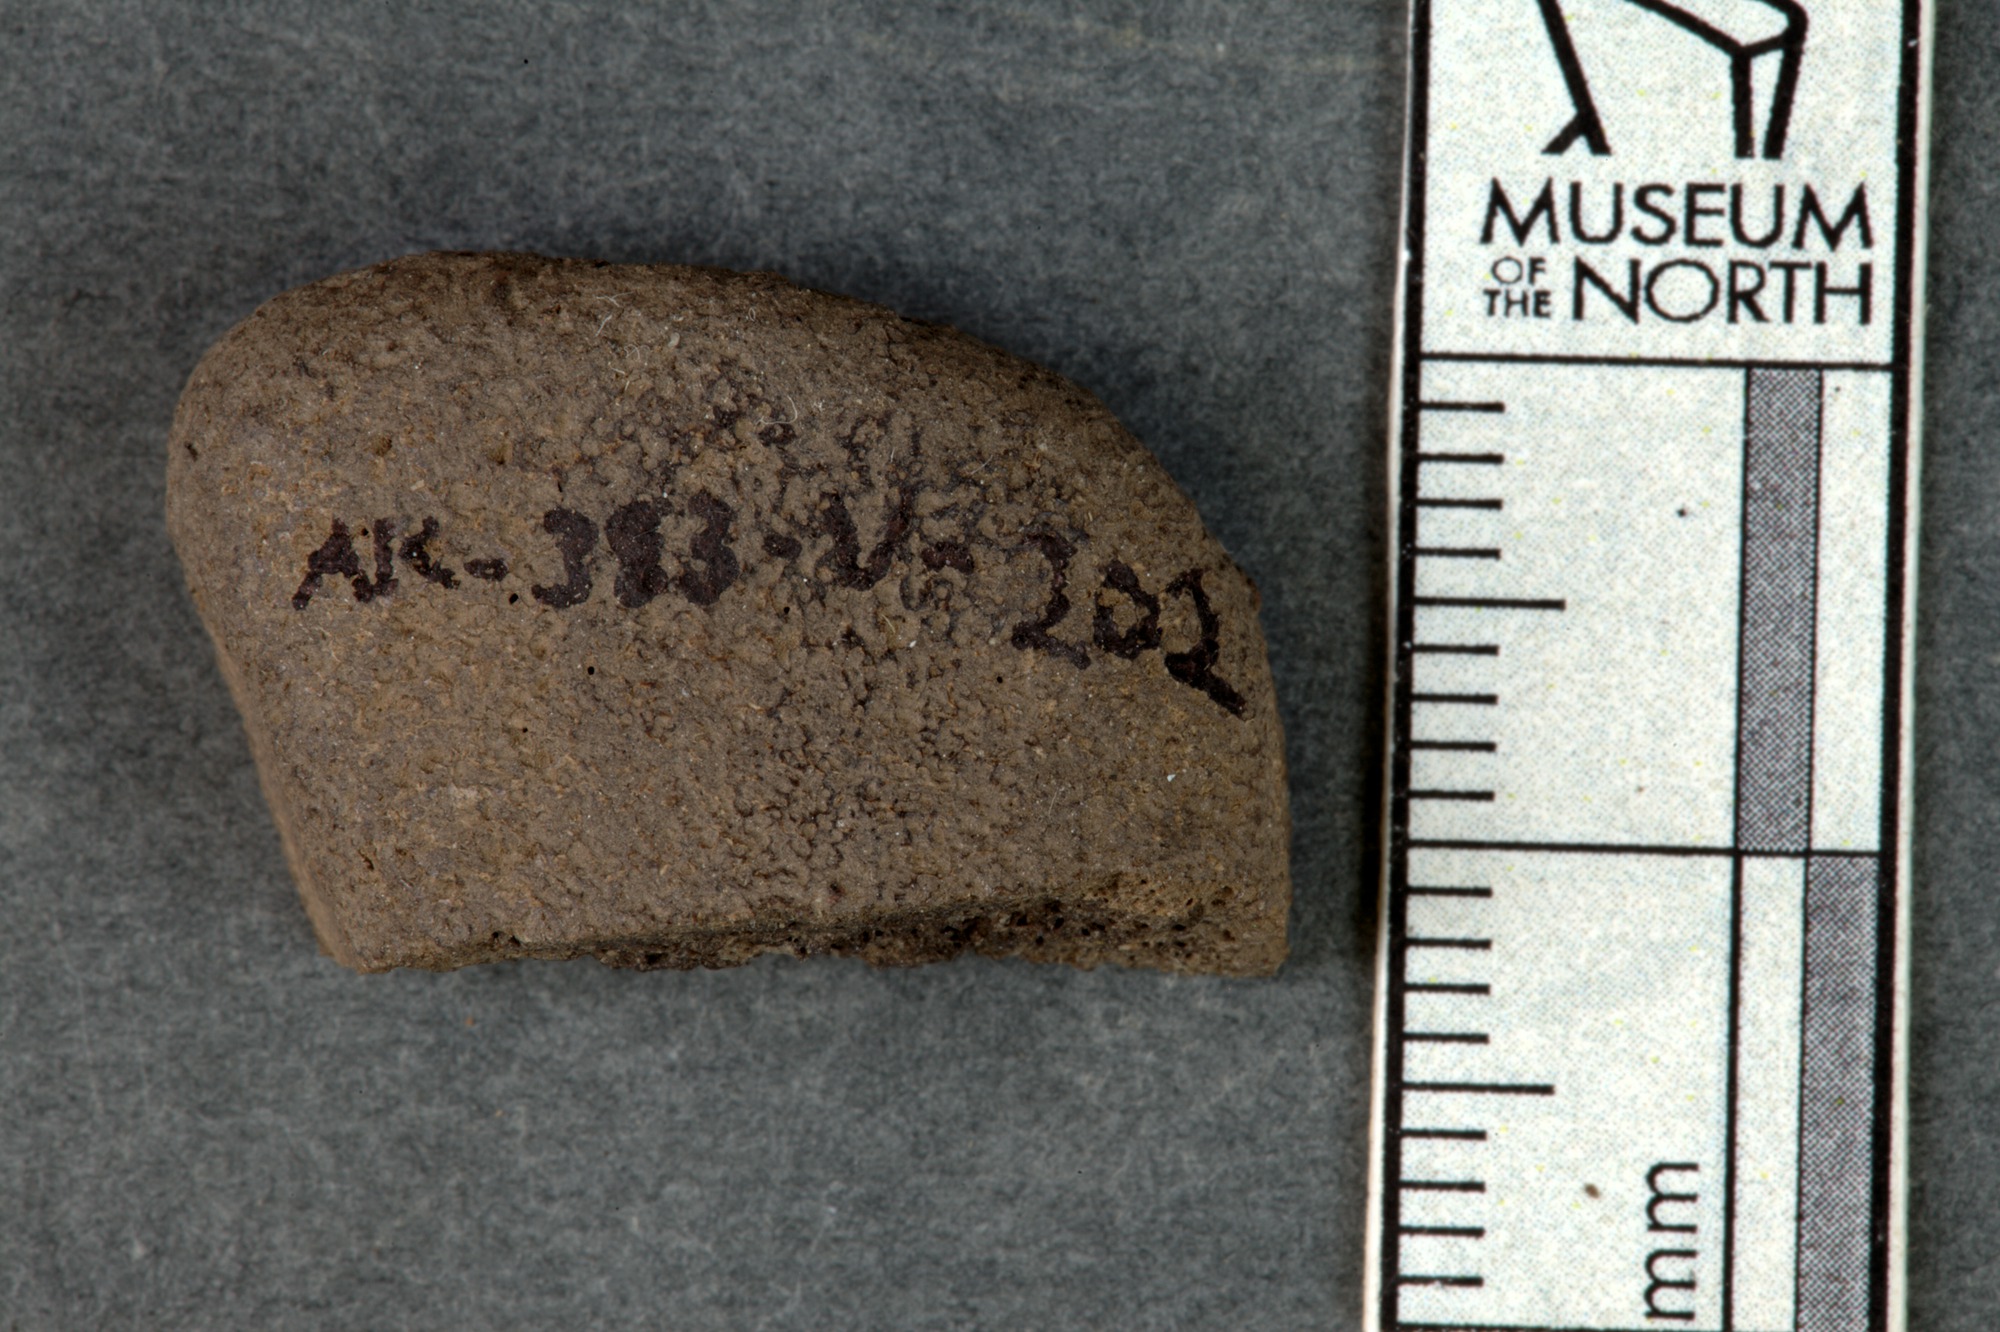 AK-383-V-202
MUSEUM
OF THE NORTH
mm